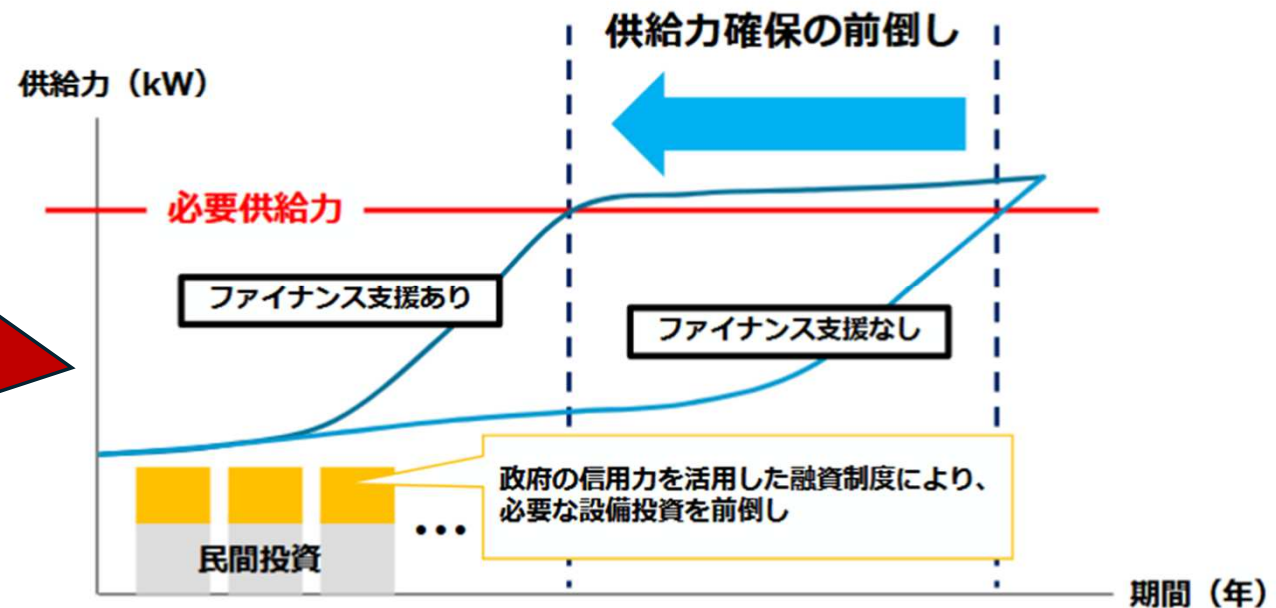 供給力確保の前倒し
供給力（kW）
必要供給力
ファイナンス支援あり
ファイナンス支援なし
政府の信用力を活用した融資制度により、
必要な設備投資を前倒し
・・・
民間投資
期間（年）